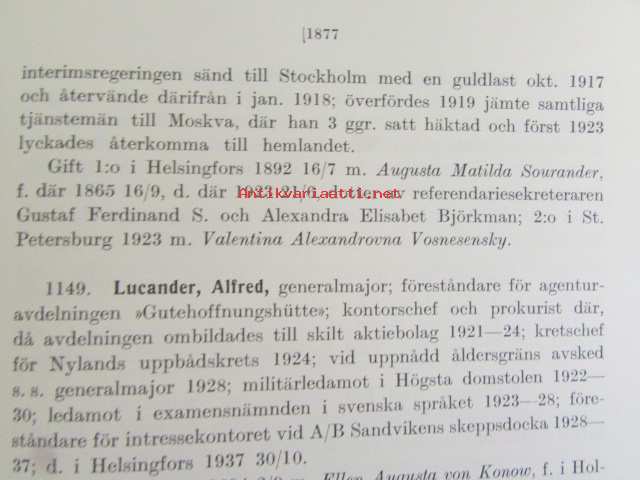 [1877
interimsregeringen sänd till Stockholm med en guldlast okt. 1917
och återvände därifrån i jan. 1918; överfördes 1919 jämte samtliga
tjänstemän till Moskva, där han 3 ggr. satt häktad och först 1923
lyckades återkomma till hemlandet.
Gift 1:o i Helsingfors 1892 16/7 m. Augusta Matilda Sourander,
f. där 1865 16/9, d. där referendariesekreteraren
Antikvariaatti.net
Gustaf Ferdinand S. och Alexandra Elisabet Björkman; 2:o i St.
Petersburg 1923 m. Valentina Alexandrovna Vosnesensky.
1149. Lucander, Alfred, generalmajor; föreståndare för agentur-
avdelningen »Gutehoffnungshütte»; kontorschef och prokurist där,
då avdelningen ombildades till skilt aktiebolag 1921—24; kretschef
för Nylands uppbådskrets 1924; vid uppnådd åldersgräns avsked
s. s. generalmajor 1928; militärledamot i Högsta domstolen 1922—
30; ledamot i examensnämnden i svenska språket 1923—28; före-
ståndare för intressekontoret vid A/B Sandvikens skeppsdocka 1928—
37; d. i Helsingfors 1937 30/10.
Ellen Augusta von Konow, f. i Hol-